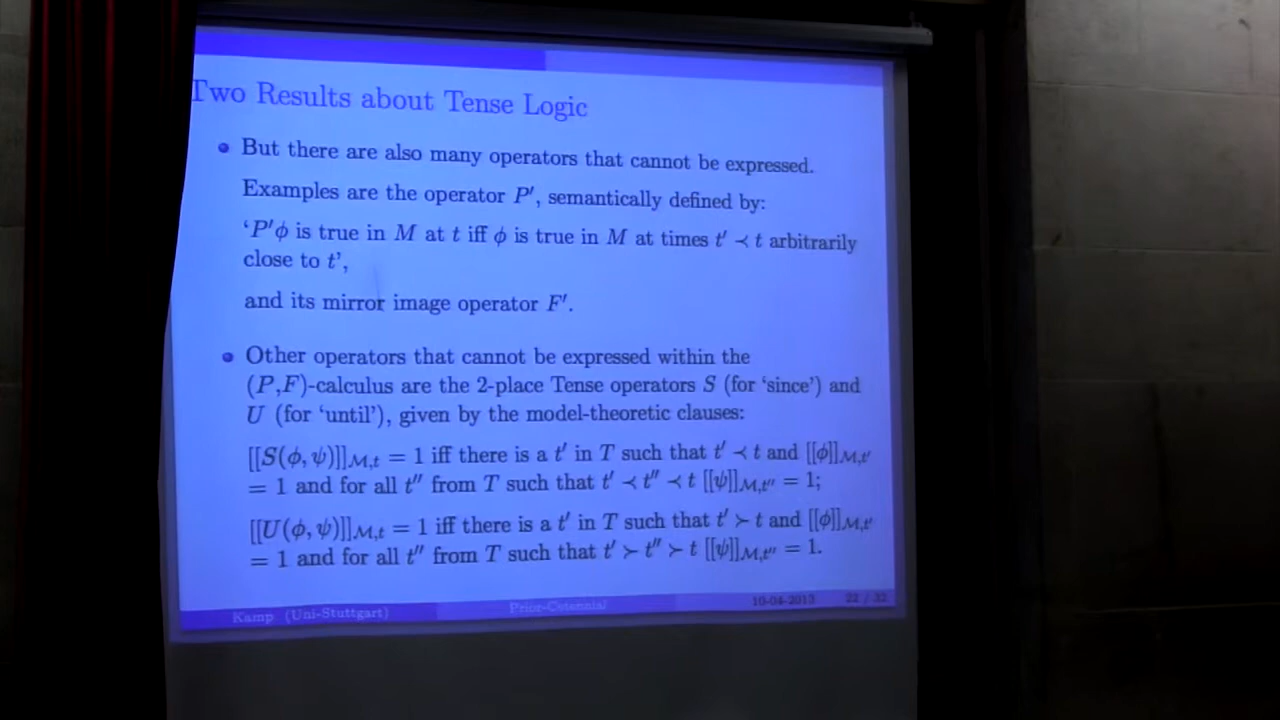 Two Results about Tense Logic
• But there are also many operators that cannot be expressed.
Examples are the operator P′, semantically defined by:
‘P′ϕ is true in M at t iff ϕ is true in M at times t′ ≺ t arbitrarily
close to t’,
and its mirror image operator F′.
• Other operators that cannot be expressed within the
(P,F)-calculus are the 2-place Tense operators S (for ‘since’) and
U (for ‘until’), given by the model-theoretic clauses:
[[S(ϕ, ψ)]]ℳ,t = 1 iff there is a t′ in T such that t′ ≺ t and [[ϕ]]ℳ,t′
= 1 and for all t″ from T such that t′ ≺ t″ ≺ t [[ψ]]ℳ,t″ = 1;
[[U(ϕ, ψ)]]ℳ,t = 1 iff there is a t′ in T such that t′ ≻ t and [[ϕ]]ℳ,t′
= 1 and for all t″ from T such that t′ ≻ t″ ≻ t [[ψ]]ℳ,t″ = 1.
Kamp (Uni-Stuttgart) Prior-Cetennial 10-04-2013 22 / 32